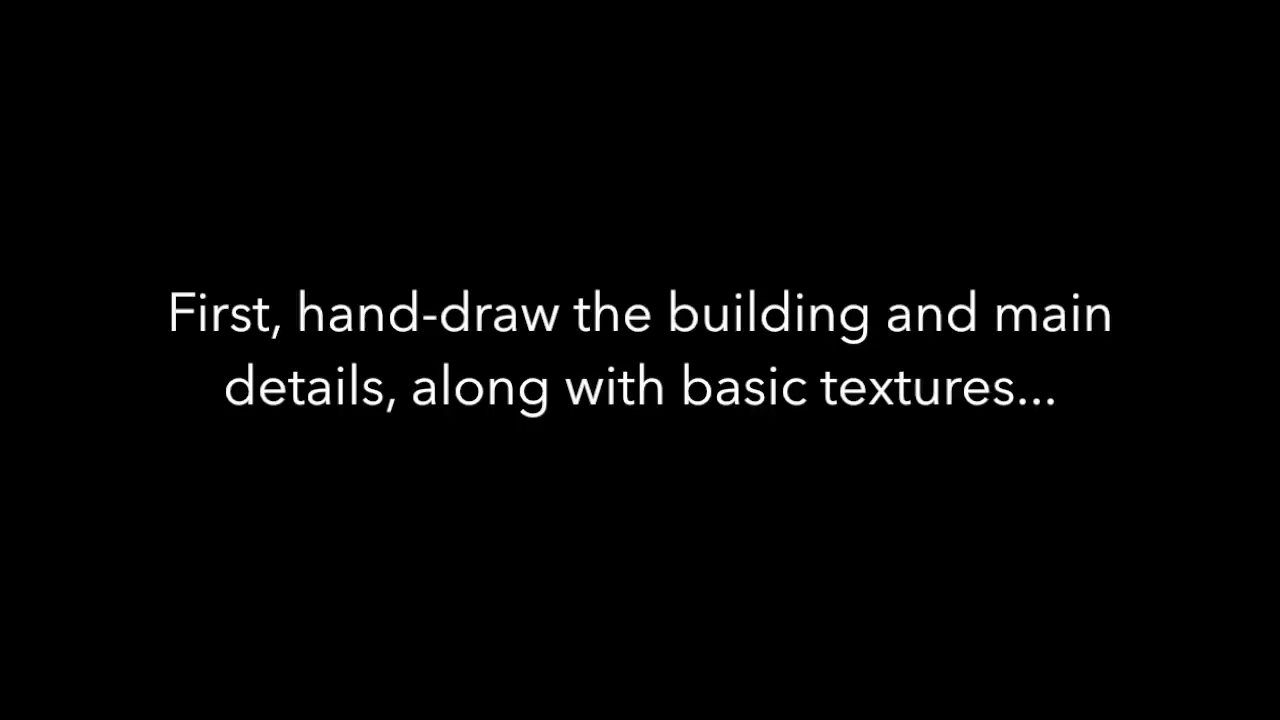 First, hand-draw the building and main
details, along with basic textures...